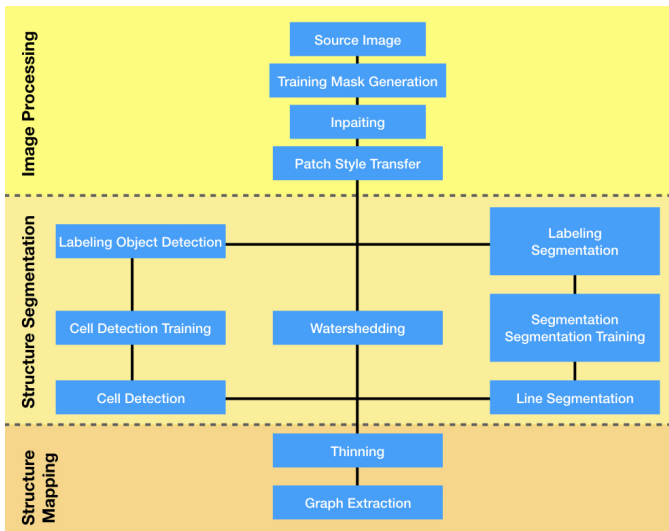 Image Processing
Source Image
Training Mask Generation
Inpaiting
Patch Style Transfer
Structure Segmentation
Labeling Object Detection
Labeling
Segmentation
Cell Detection Training
Watershedding
Segmentation
Segmentation Training
Cell Detection
Line Segmentation
Structure
Mapping
Thinning
Graph Extraction